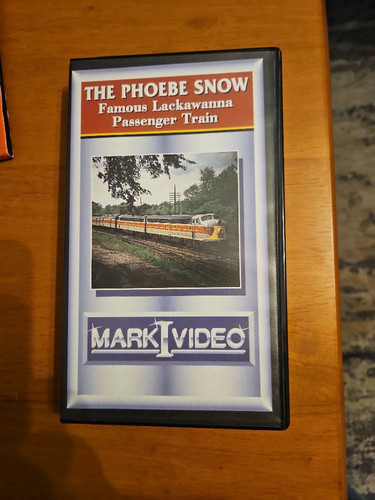 THE PHOEBE SNOW
Famous Lackawanna
Passenger Train
MARK I VIDEO